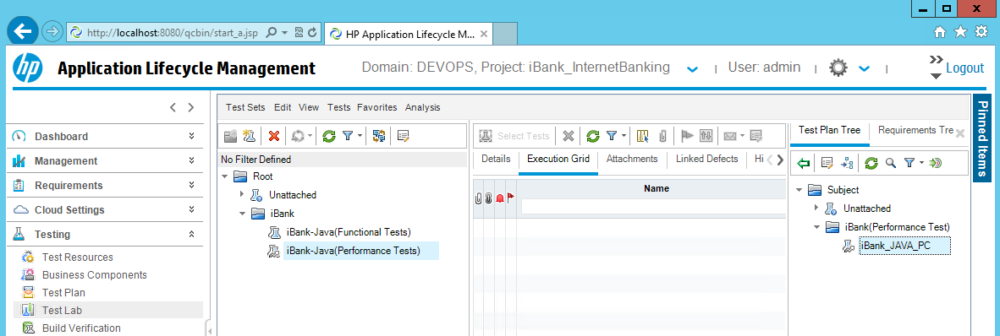 http://localhost:8080/qcbin/start_a.jsp
HP Application Lifecycle M...
hp Application Lifecycle Management
Domain: DEVOPS, Project: iBank_InternetBanking
User: admin
Logout
Dashboard
Management
Requirements
Cloud Settings
Testing
Test Resources
Business Components
Test Plan
Test Lab
Build Verification
Test Sets Edit View Tests Favorites Analysis
No Filter Defined
Root
Unattached
iBank
iBank-Java(Functional Tests)
iBank-Java(Performance Tests)
Select Tests
Details Execution Grid Attachments Linked Defects Hi
Name
Test Plan Tree Requirements Tre
Subject
Unattached
iBank(Performance Test)
iBank_JAVA_PC
Pinned Items